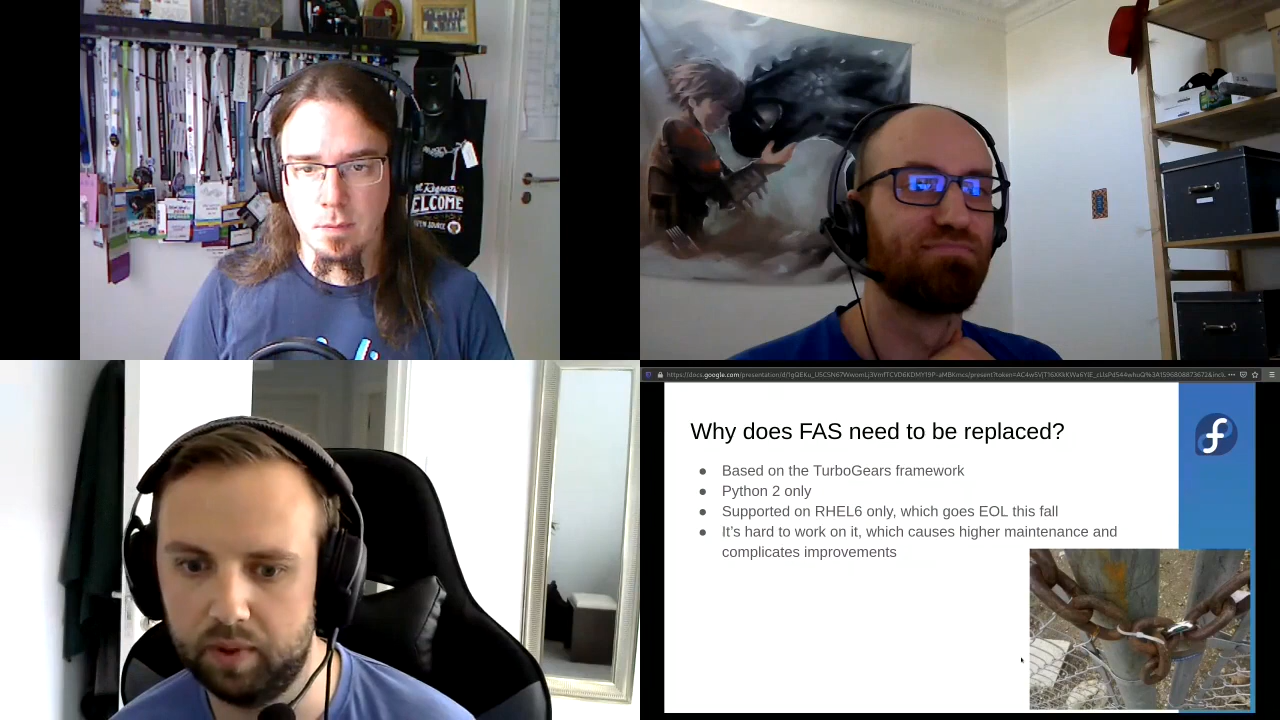 WELCOME
Why does FAS need to be replaced?
● Based on the TurboGears framework
● Python 2 only
● Supported on RHEL6 only, which goes EOL this fall
● It's hard to work on it, which causes higher maintenance and
complicates improvements